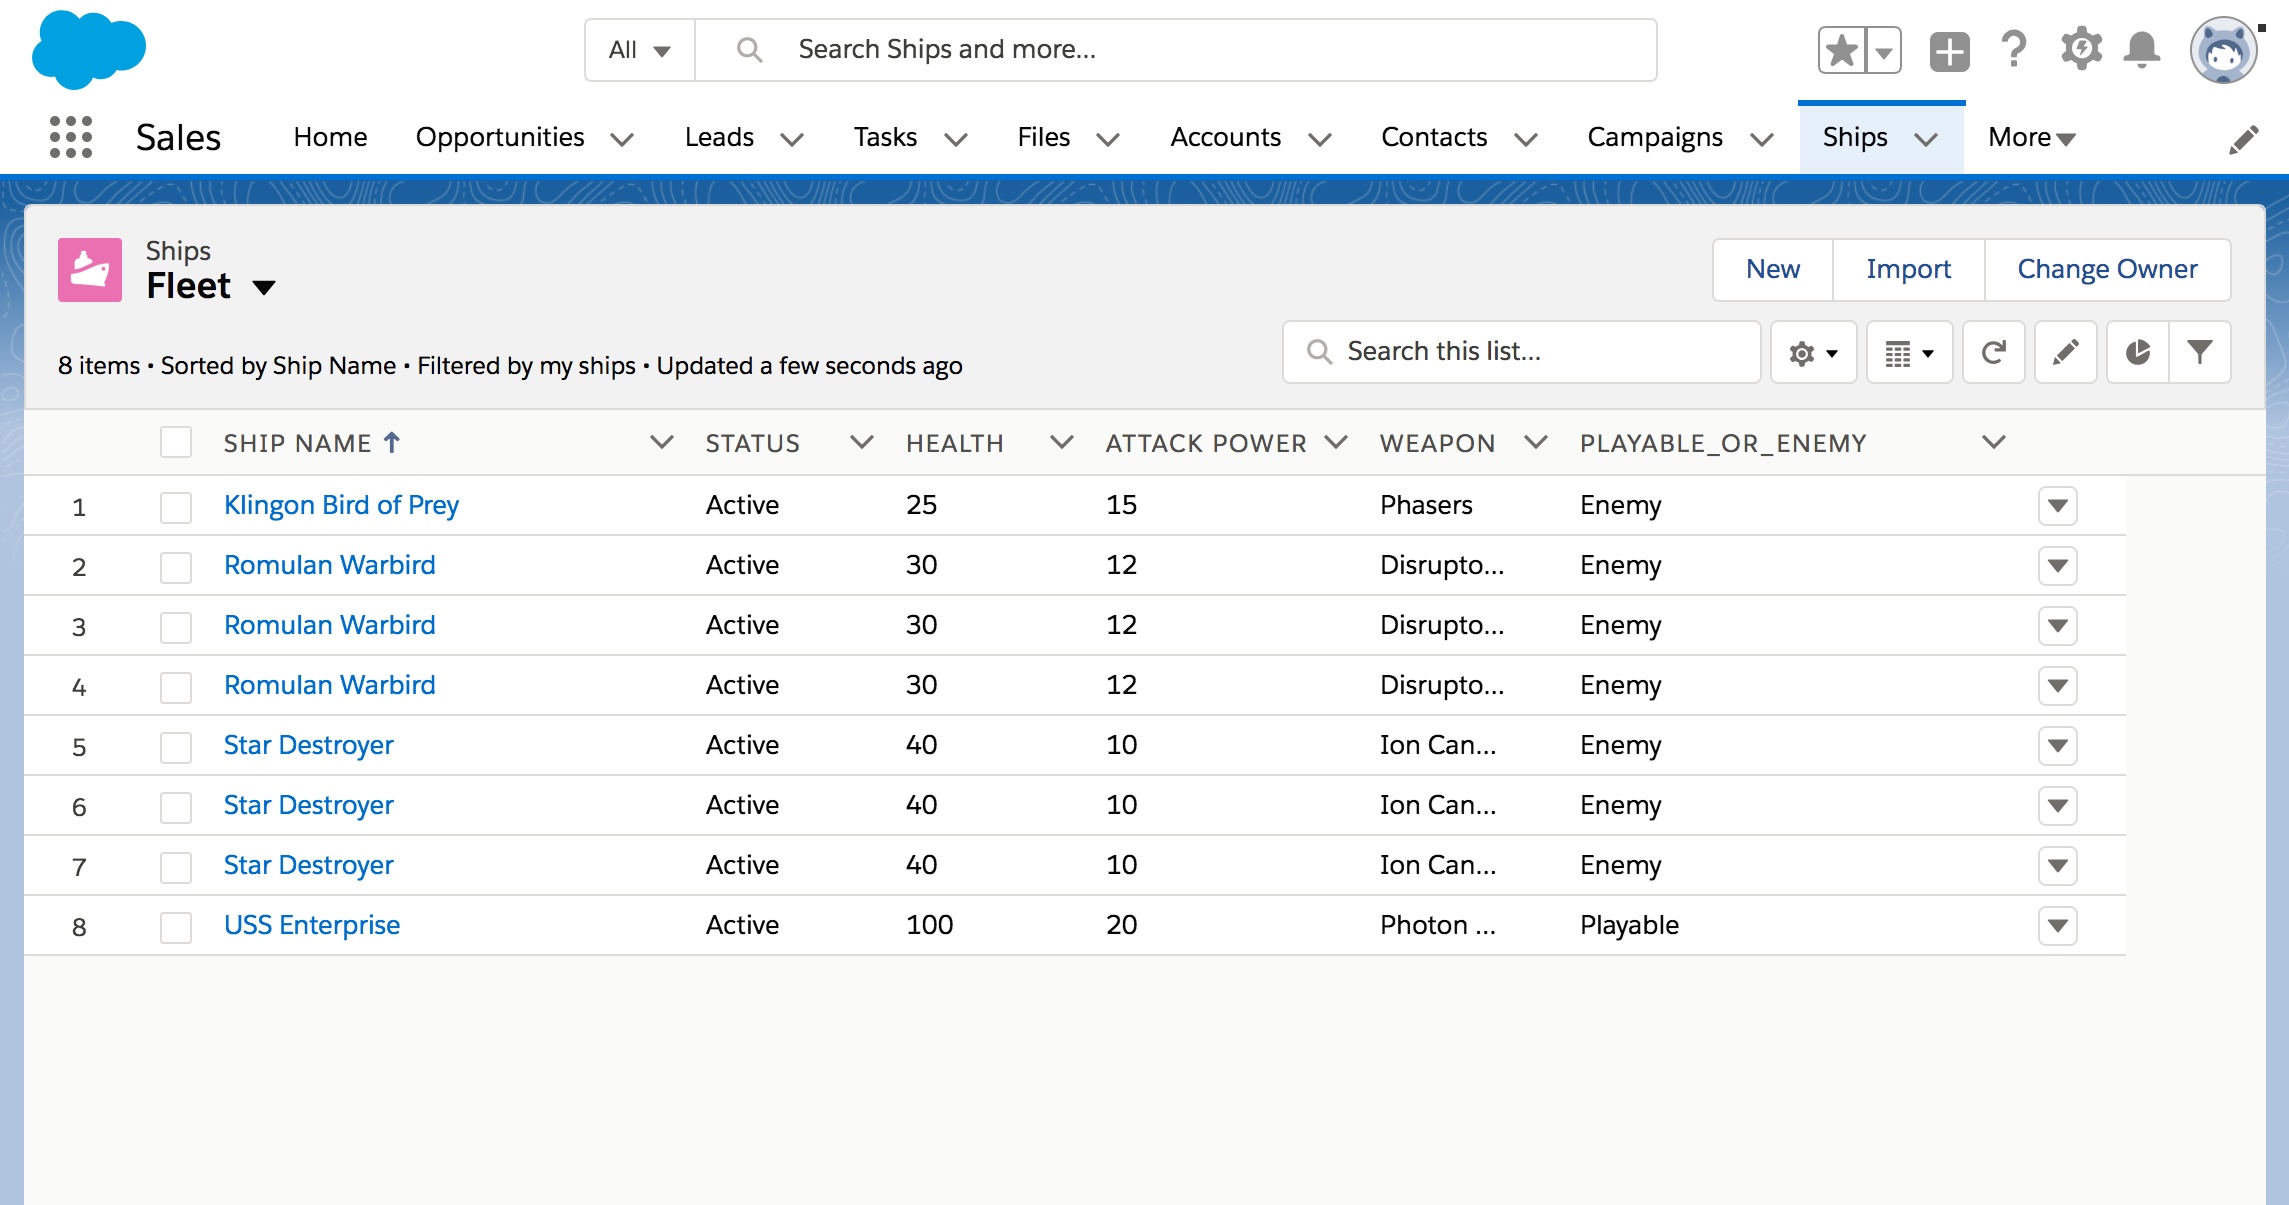 All Search Ships and more...
Sales Home Opportunities Leads Tasks Files Accounts Contacts Campaigns Ships More
Ships
Fleet
New Import Change Owner
8 items • Sorted by Ship Name • Filtered by my ships • Updated a few seconds ago
Search this list...
SHIP NAME STATUS HEALTH ATTACK POWER WEAPON PLAYABLE_OR_ENEMY
1 Klingon Bird of Prey Active 25 15 Phasers Enemy
2 Romulan Warbird Active 30 12 Disrupto... Enemy
3 Romulan Warbird Active 30 12 Disrupto... Enemy
4 Romulan Warbird Active 30 12 Disrupto... Enemy
5 Star Destroyer Active 40 10 Ion Can... Enemy
6 Star Destroyer Active 40 10 Ion Can... Enemy
7 Star Destroyer Active 40 10 Ion Can... Enemy
8 USS Enterprise Active 100 20 Photon ... Playable